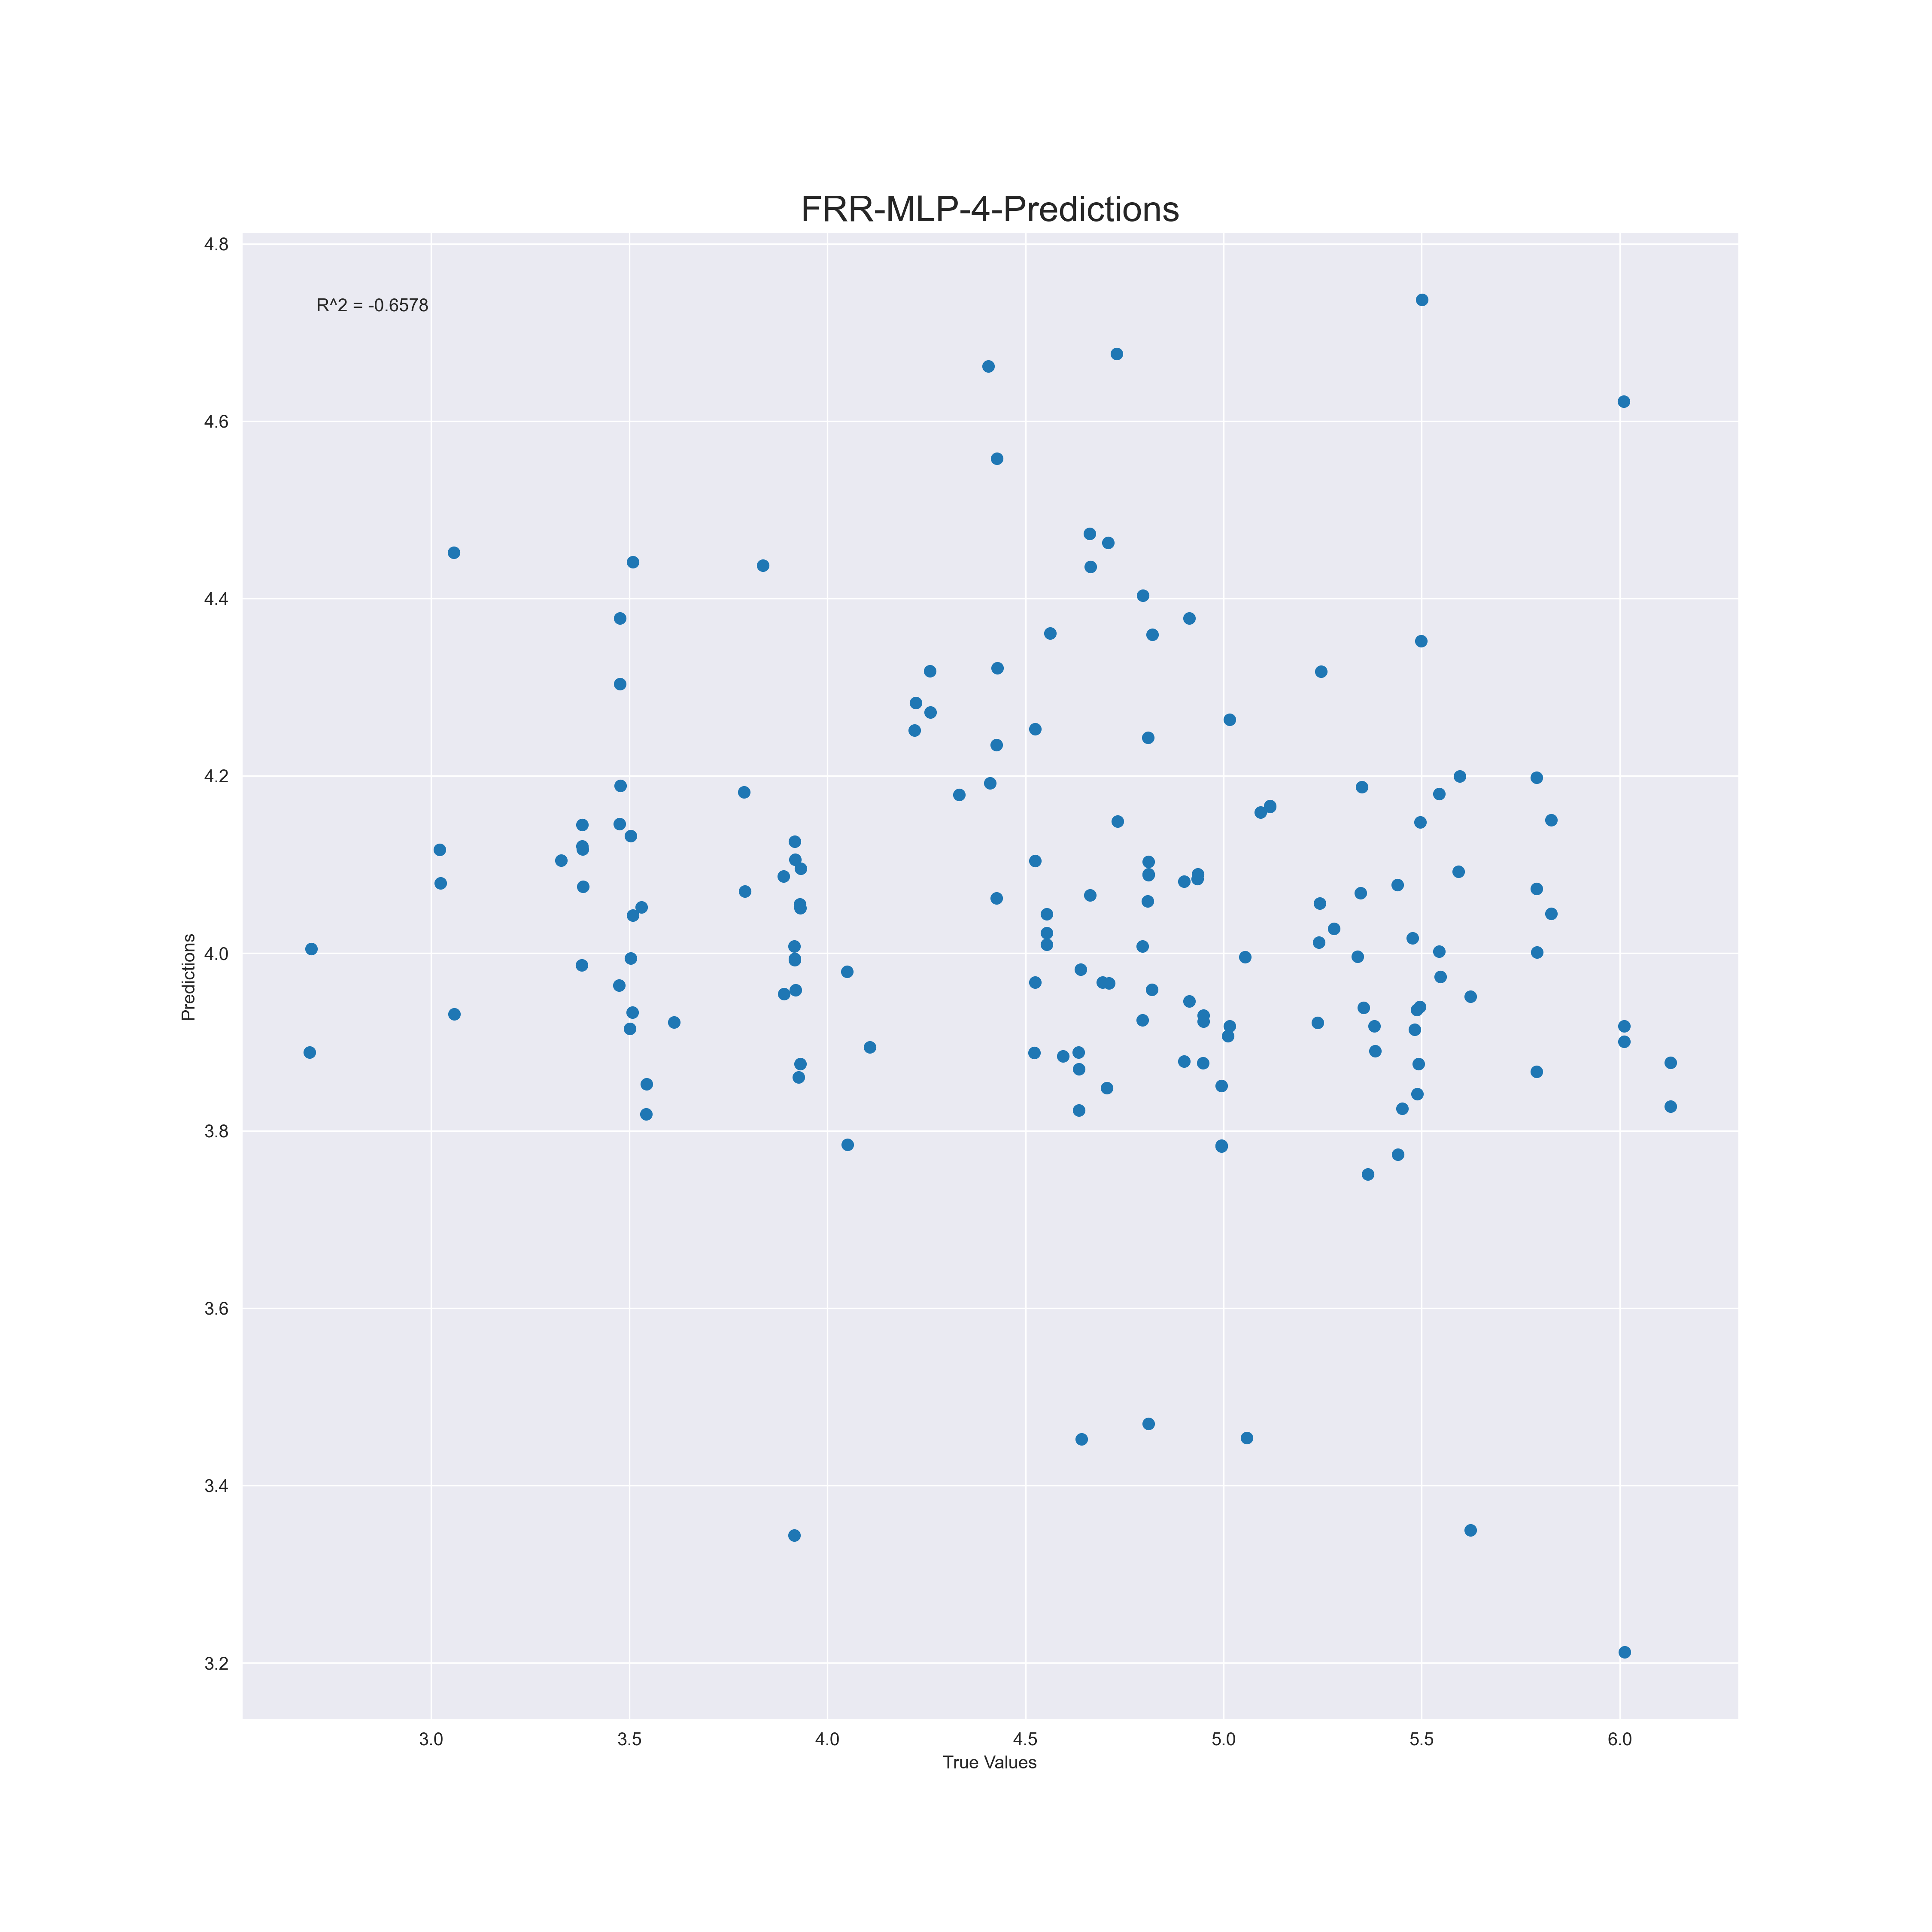 FRR-MLP-4-Predictions
R^2 = -0.6578
Predictions
4.8
4.6
4.4
4.2
4.0
3.8
3.6
3.4
3.2
3.0 3.5 4.0 4.5 5.0 5.5 6.0
True Values